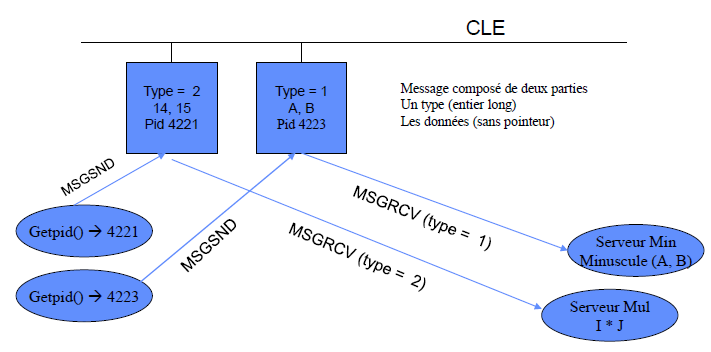 CLE
Type = 2
14, 15
Pid 4221
Type = 1
A, B
Pid 4223
Message composé de deux parties
Un type (entier long)
Les données (sans pointeur)
MSGSND
MSGSND
MSGRCV (type = 1)
MSGRCV (type = 2)
Getpid() → 4221
Getpid() → 4223
Serveur Min
Minuscule (A, B)
Serveur Mul
I * J